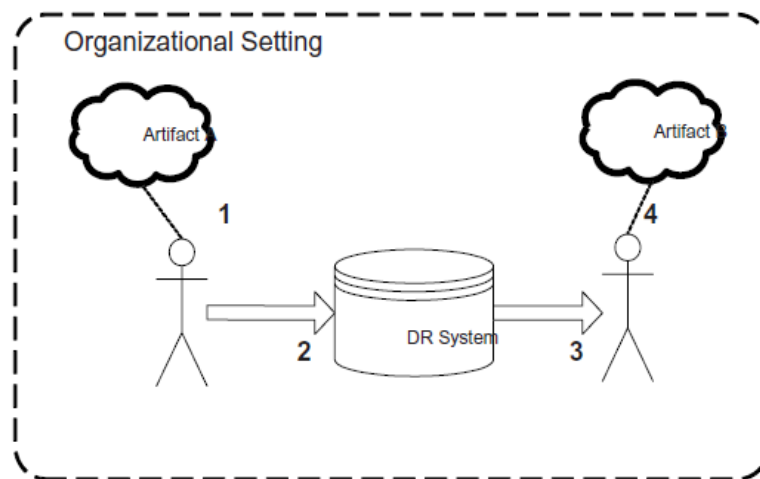 Organizational Setting
Artifact A
Artifact B
1
4
DR System
2
3